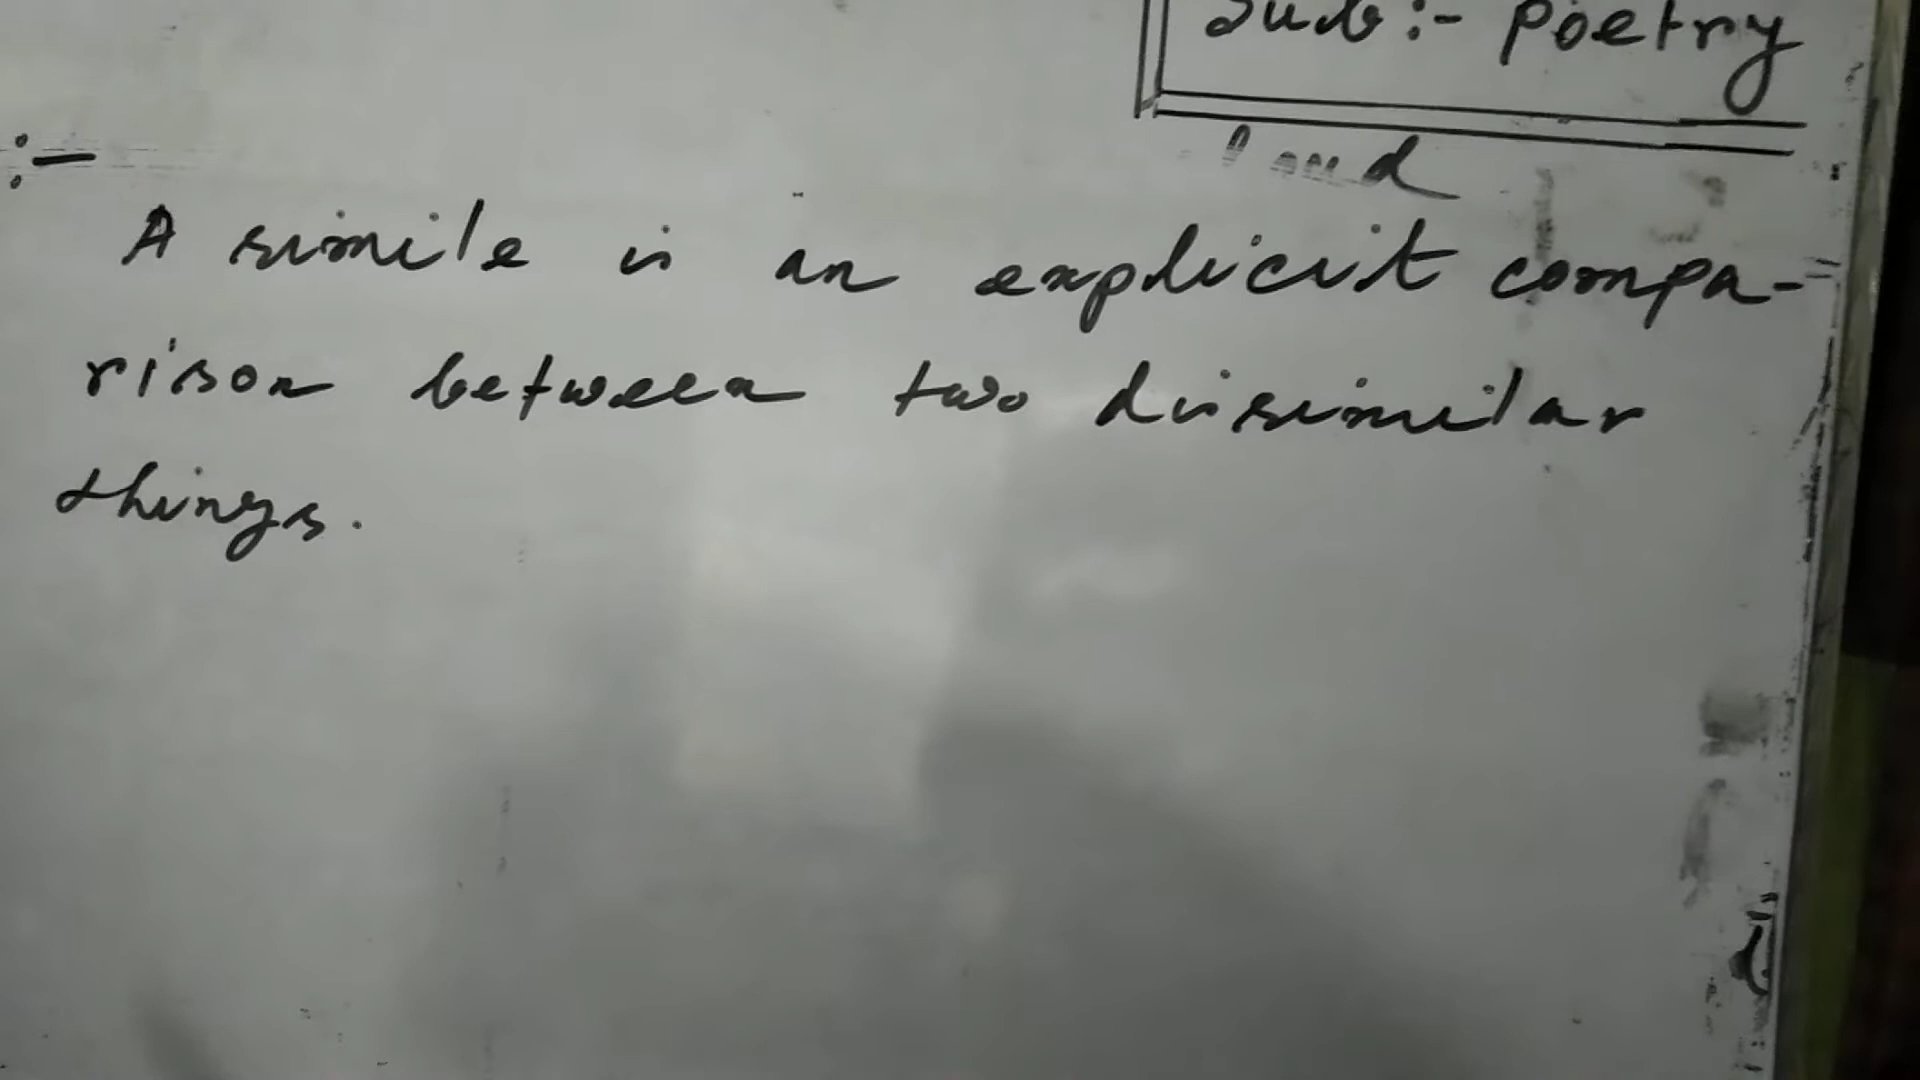 Sub:- Poetry
:-
A simile is an explicit compa-
rison between two dissimilar
things.